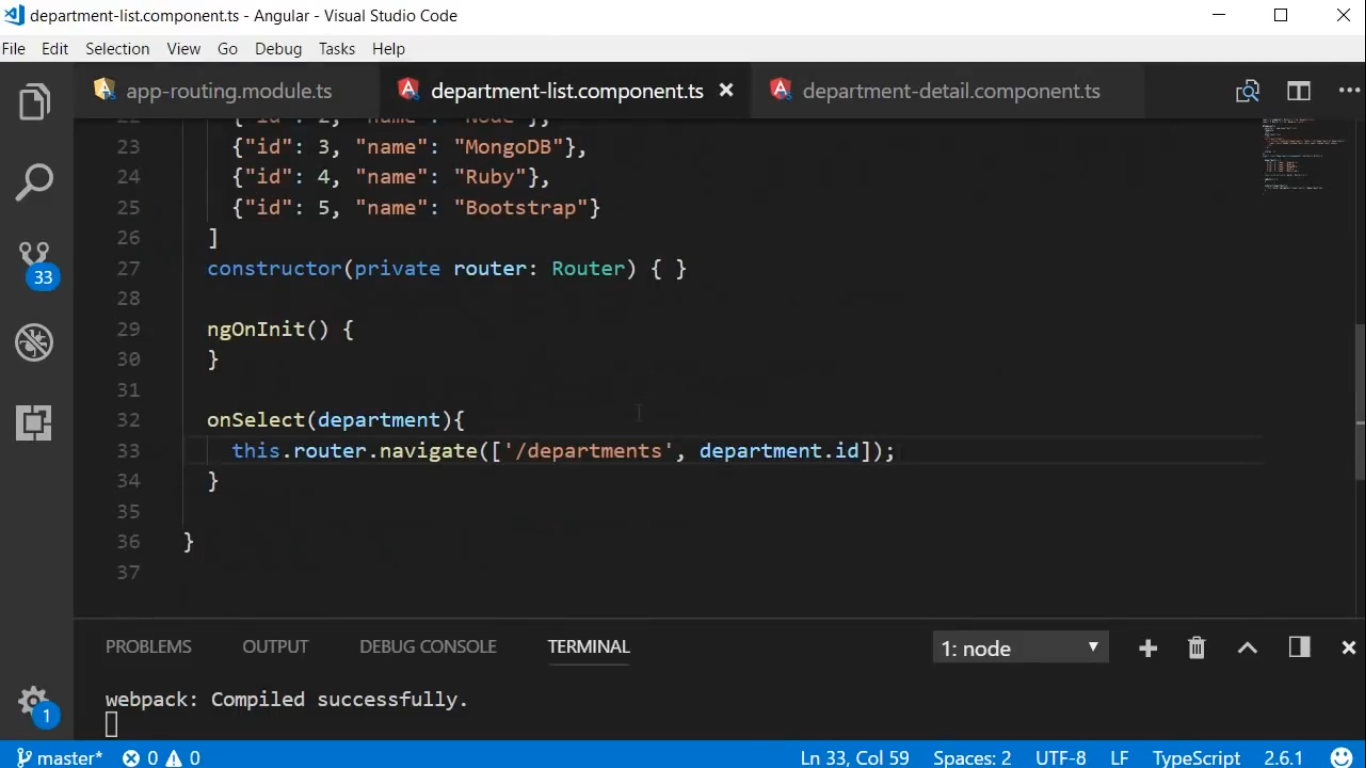 department-list.component.ts - Angular - Visual Studio Code
File Edit Selection View Go Debug Tasks Help
app-routing.module.ts department-list.component.ts department-detail.component.ts
22 {"id": 2, "name": "Node"},
23 {"id": 3, "name": "MongoDB"},
24 {"id": 4, "name": "Ruby"},
25 {"id": 5, "name": "Bootstrap"}
26 ]
27 constructor(private router: Router) { }
28
29 ngOnInit() {
30 }
31
32 onSelect(department){
33 this.router.navigate(['/departments', department.id]);
34 }
35
36 }
37
33
1
PROBLEMS OUTPUT DEBUG CONSOLE TERMINAL 1: node
webpack: Compiled successfully.
master* 0 0 Ln 33, Col 59 Spaces: 2 UTF-8 LF TypeScript 2.6.1